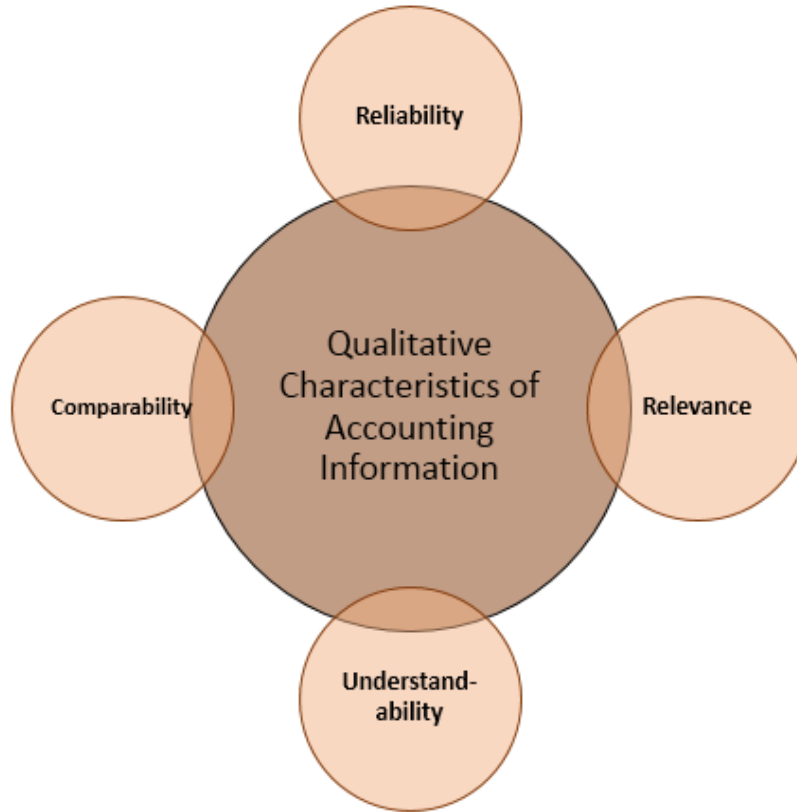 Reliability
Qualitative
Characteristics of
Accounting
Information
Comparability
Relevance
Understand-
ability